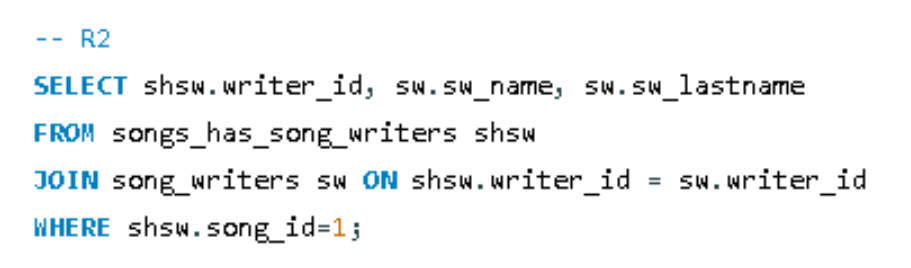 -- R2
SELECT shsw.writer_id, sw.sw_name, sw.sw_lastname
FROM songs_has_song_writers shsw
JOIN song_writers sw ON shsw.writer_id = sw.writer_id
WHERE shsw.song_id=1;